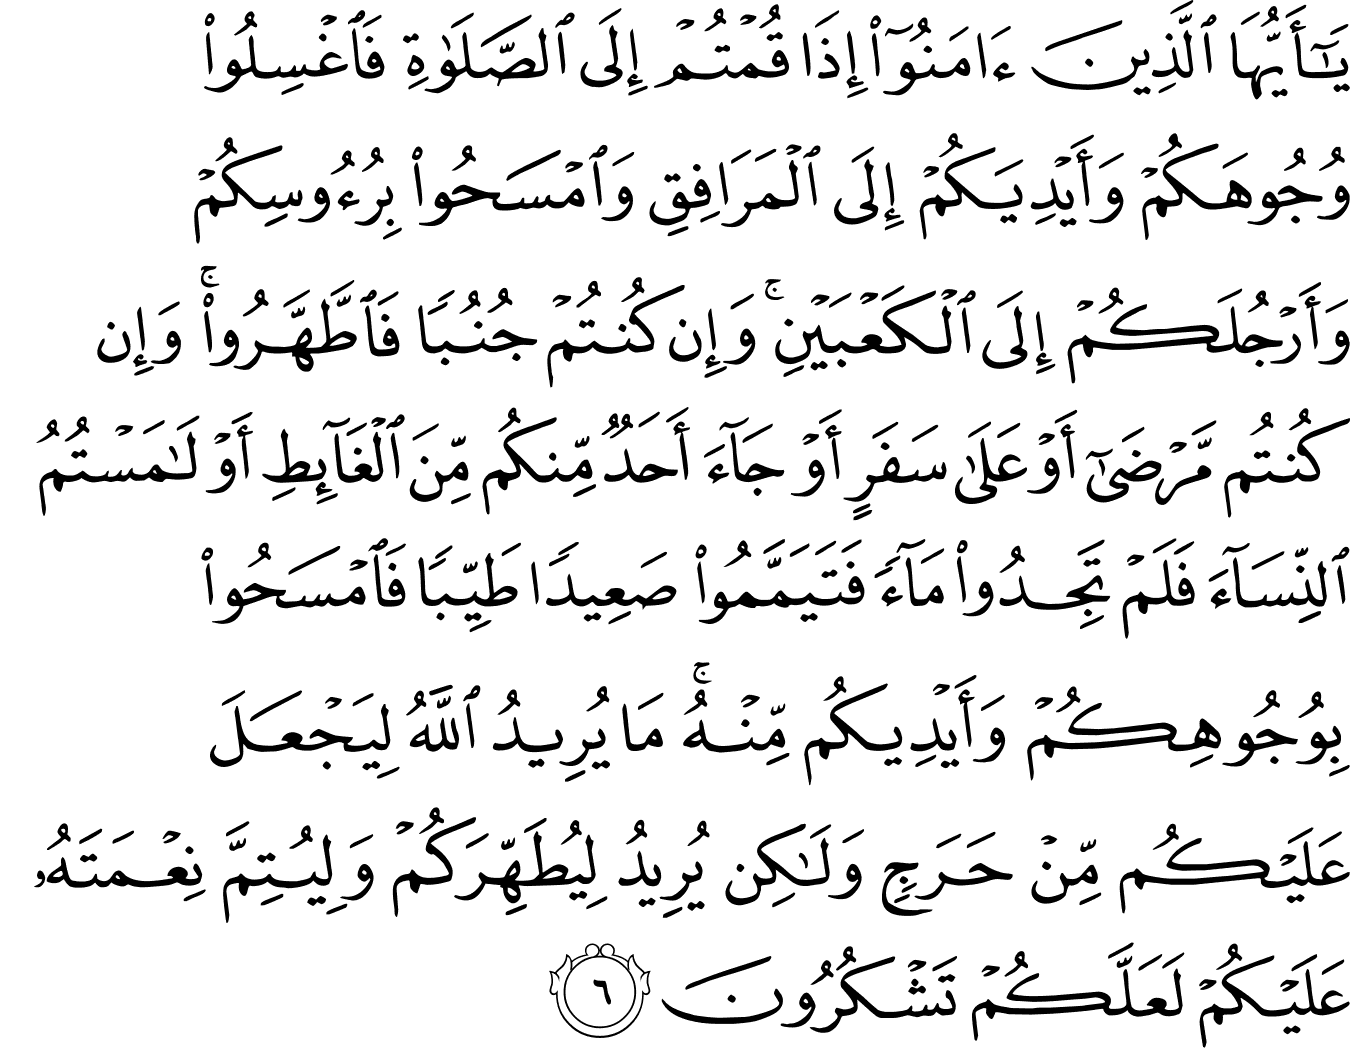 يَـٰٓأَيُّهَا ٱلَّذِينَ ءَامَنُوٓا۟ إِذَا قُمْتُمْ إِلَى ٱلصَّلَوٰةِ فَٱغْسِلُوا۟
وُجُوهَكُمْ وَأَيْدِيَكُمْ إِلَى ٱلْمَرَافِقِ وَٱمْسَحُوا۟ بِرُءُوسِكُمْ
وَأَرْجُلَكُمْ إِلَى ٱلْكَعْبَيْنِ ۚ وَإِن كُنتُمْ جُنُبًا فَٱطَّهَّرُوا۟ ۚ وَإِن
كُنتُم مَّرْضَىٰٓ أَوْ عَلَىٰ سَفَرٍ أَوْ جَآءَ أَحَدٌ مِّنكُم مِّنَ ٱلْغَآئِطِ أَوْ لَـٰمَسْتُمُ
ٱلنِّسَآءَ فَلَمْ تَجِدُوا۟ مَآءً فَتَيَمَّمُوا۟ صَعِيدًا طَيِّبًا فَٱمْسَحُوا۟
بِوُجُوهِكُمْ وَأَيْدِيكُم مِّنْهُ ۚ مَا يُرِيدُ ٱللَّهُ لِيَجْعَلَ
عَلَيْكُم مِّنْ حَرَجٍ وَلَـٰكِن يُرِيدُ لِيُطَهِّرَكُمْ وَلِيُتِمَّ نِعْمَتَهُۥ
عَلَيْكُمْ لَعَلَّكُمْ تَشْكُرُونَ ٦